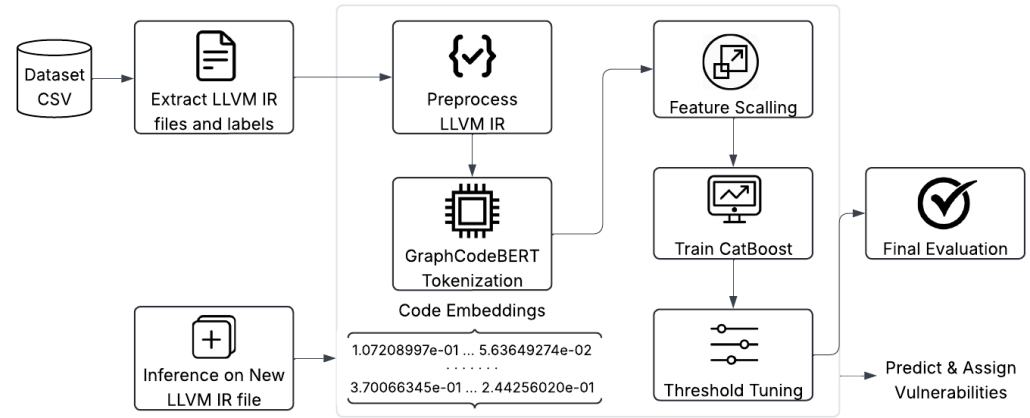 Dataset
CSV
Extract LLVM IR
files and labels
Preprocess
LLVM IR
GraphCodeBERT
Tokenization
Code Embeddings
1.07208997e-01 ... 5.63649274e-02
.......
3.70066345e-01 ... 2.44256020e-01
Feature Scalling
Train CatBoost
Threshold Tuning
Final Evaluation
Inference on New
LLVM IR file
Predict & Assign
Vulnerabilities